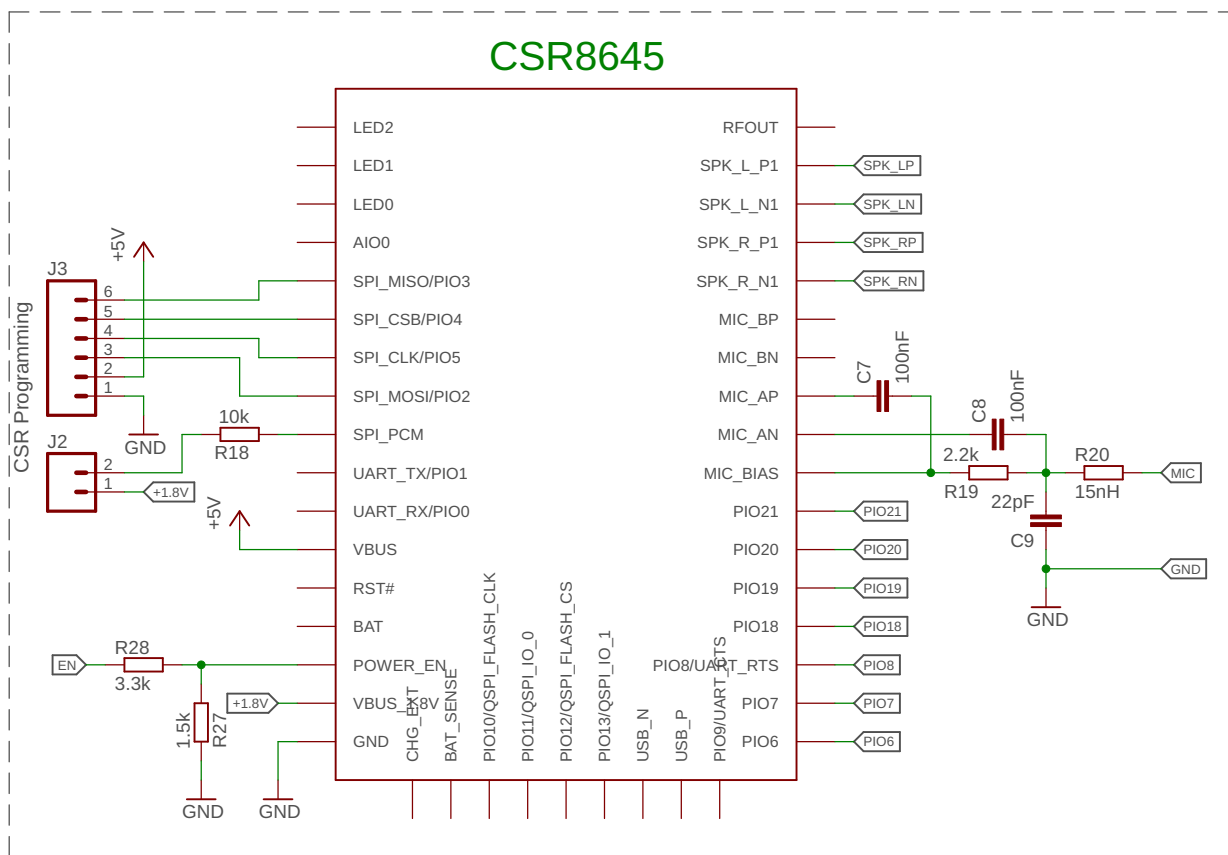 CSR8645
LED2
LED1
LED0
AIO0
SPI_MISO/PIO3
SPI_CSB/PIO4
SPI_CLK/PIO5
SPI_MOSI/PIO2
SPI_PCM
UART_TX/PIO1
UART_RX/PIO0
VBUS
RST#
BAT
POWER_EN
VBUS_1.8V
GND
CHG_EXT
BAT_SENSE
PIO10/QSPI_FLASH_CLK
PIO11/QSPI_IO_0
PIO12/QSPI_FLASH_CS
PIO13/QSPI_IO_1
USB_N
USB_P
PIO9/UART_CTS
RFOUT
SPK_L_P1
SPK_L_N1
SPK_R_P1
SPK_R_N1
MIC_BP
MIC_BN
MIC_AP
MIC_AN
MIC_BIAS
PIO21
PIO20
PIO19
PIO18
PIO8/UART_RTS
PIO7
PIO6
CSR Programming
J3
6
5
4
3
2
1
+5V
GND
J2
2
1
10k
R18
+1.8V
+5V
EN
R28
3.3k
1.5k
R27
+1.8V
GND
GND
SPK_LP
SPK_LN
SPK_RP
SPK_RN
C7
100nF
C8
100nF
2.2k
R19
R20
15nH
MIC
22pF
C9
GND
GND
PIO21
PIO20
PIO19
PIO18
PIO8
PIO7
PIO6